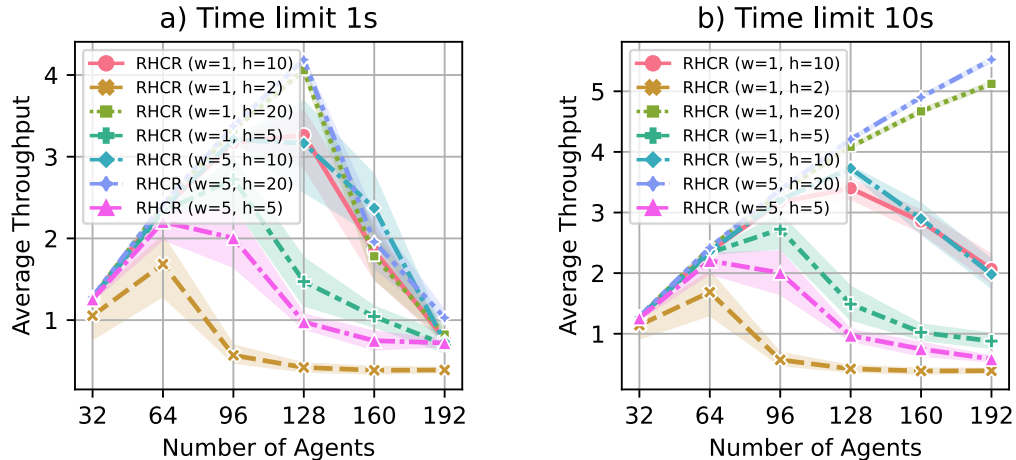 a) Time limit 1s
Average Throughput
4
3
2
1
RHCR (w=1, h=10)
RHCR (w=1, h=2)
RHCR (w=1, h=20)
RHCR (w=1, h=5)
RHCR (w=5, h=10)
RHCR (w=5, h=20)
RHCR (w=5, h=5)
32 64 96 128 160 192
Number of Agents
b) Time limit 10s
Average Throughput
5
4
3
2
1
RHCR (w=1, h=10)
RHCR (w=1, h=2)
RHCR (w=1, h=20)
RHCR (w=1, h=5)
RHCR (w=5, h=10)
RHCR (w=5, h=20)
RHCR (w=5, h=5)
32 64 96 128 160 192
Number of Agents